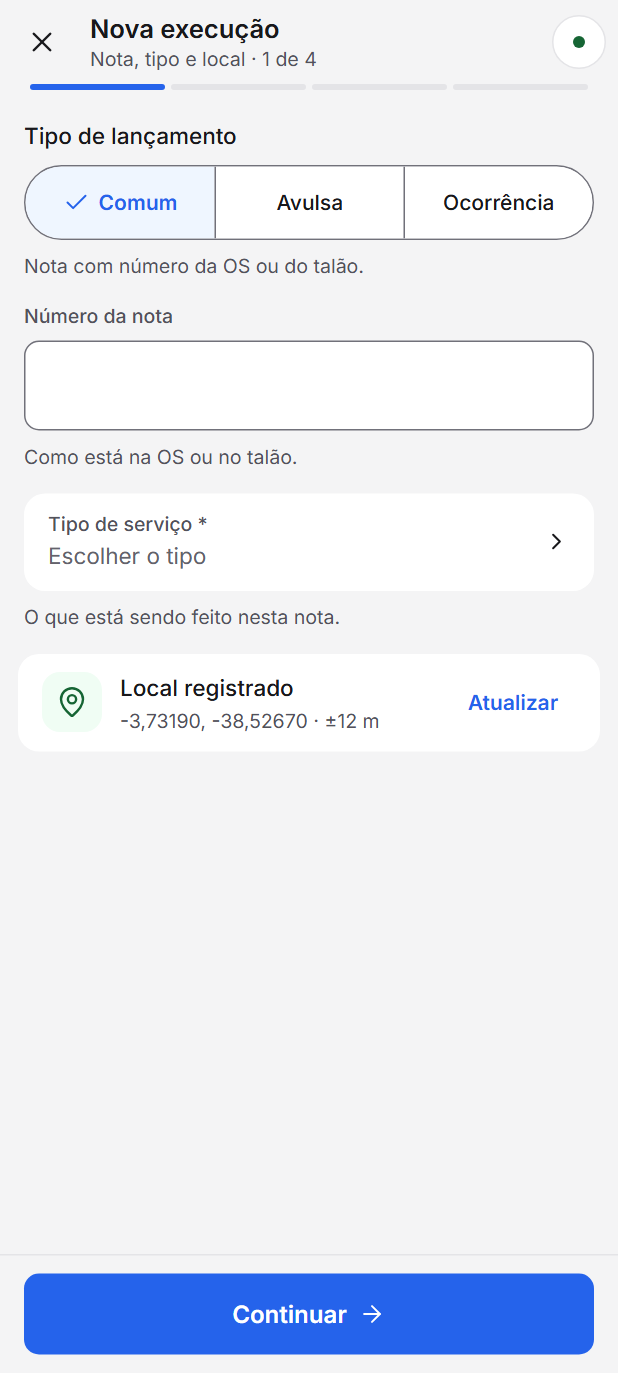 Nova execução
Nota, tipo e local · 1 de 4
Tipo de lançamento
Comum
Avulsa
Ocorrência
Nota com número da OS ou do talão.
Número da nota
Como está na OS ou no talão.
Tipo de serviço *
Escolher o tipo
O que está sendo feito nesta nota.
Local registrado
-3,73190, -38,52670 · ±12 m
Atualizar
Continuar